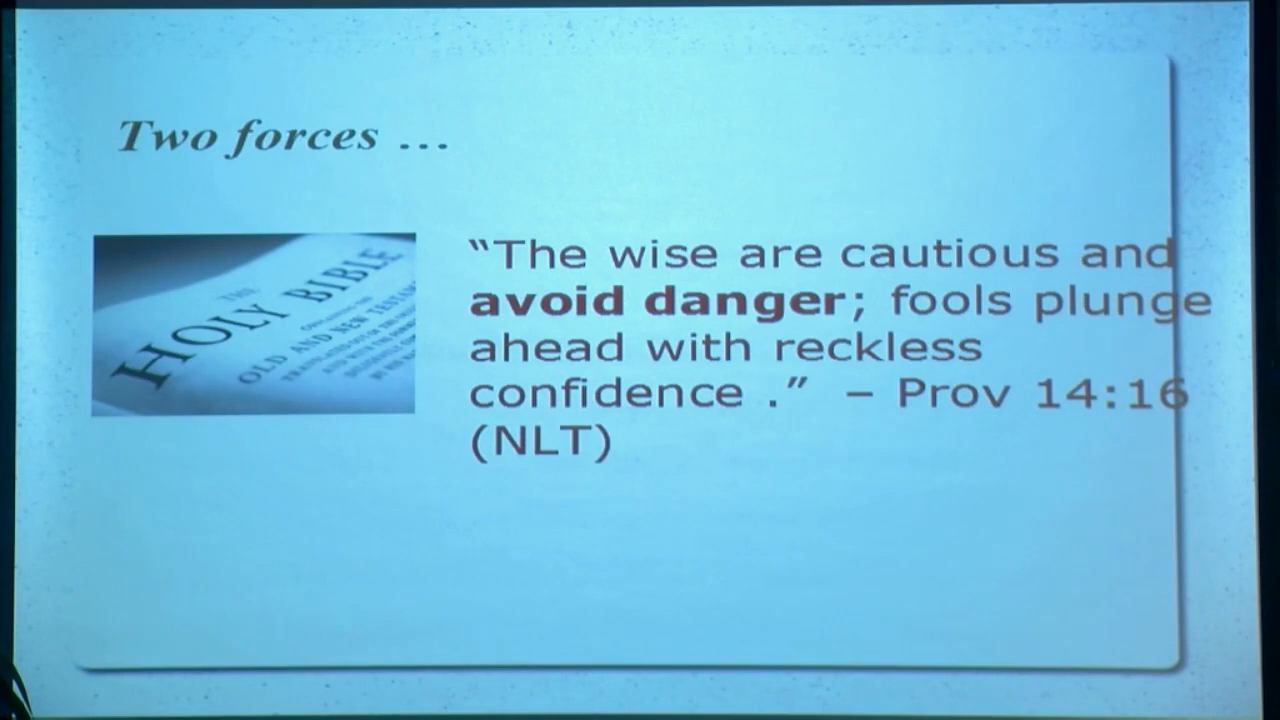 Two forces ...
“The wise are cautious and
avoid danger; fools plunge
ahead with reckless
confidence .” – Prov 14:16
(NLT)
THE
HOLY BIBLE
OLD AND NEW